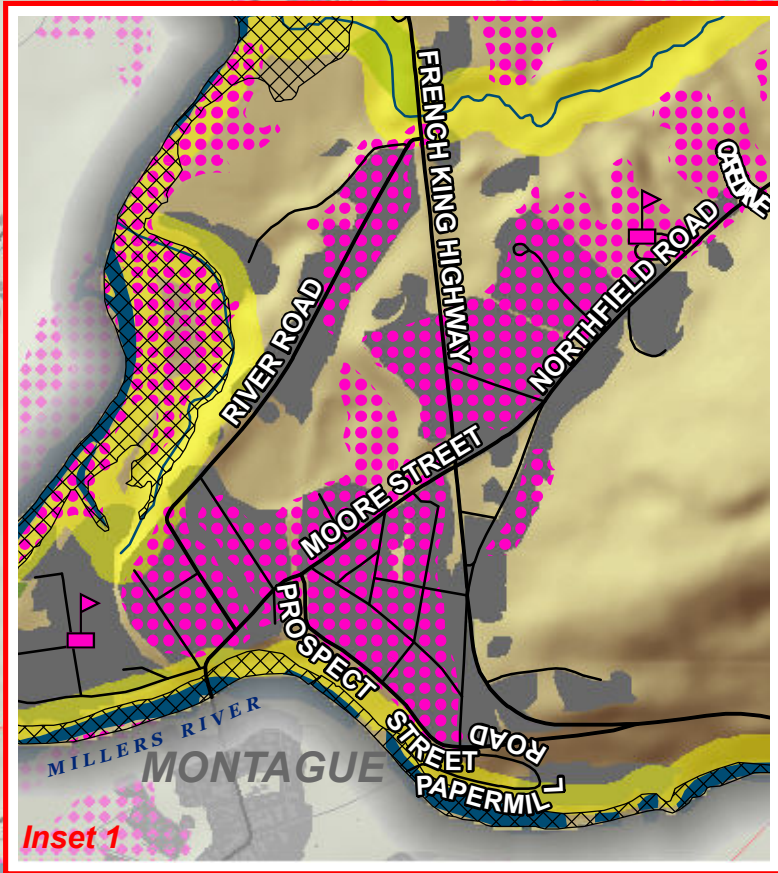 FRENCH KING HIGHWAY
NORTHFIELD ROAD
RIVER ROAD
MOORE STREET
PROSPECT STREET
PAPERMILL ROAD
MILLERS RIVER
MONTAGUE
Inset 1